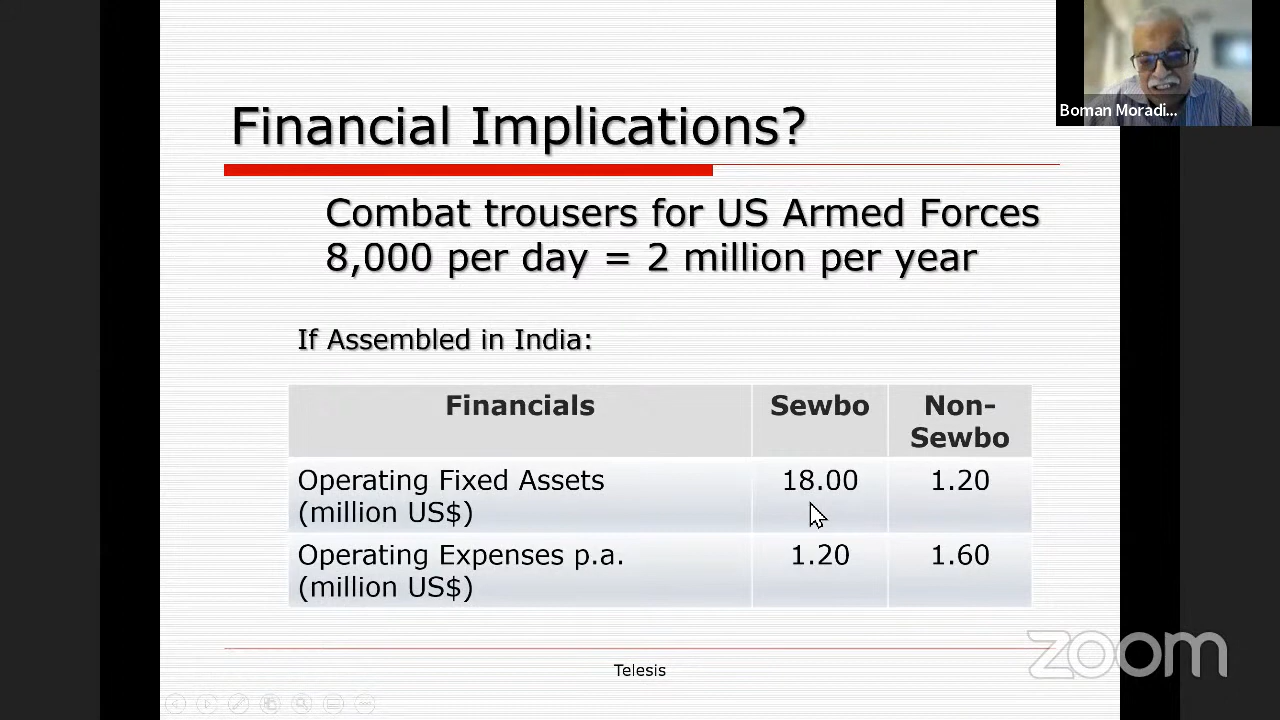 Financial Implications?
Boman Moradi...
Combat trousers for US Armed Forces
8,000 per day = 2 million per year
If Assembled in India:
Financials Sewbo Non-
Sewbo
Operating Fixed Assets 18.00 1.20
(million US$)
Operating Expenses p.a. 1.20 1.60
(million US$)
zoom
Telesis